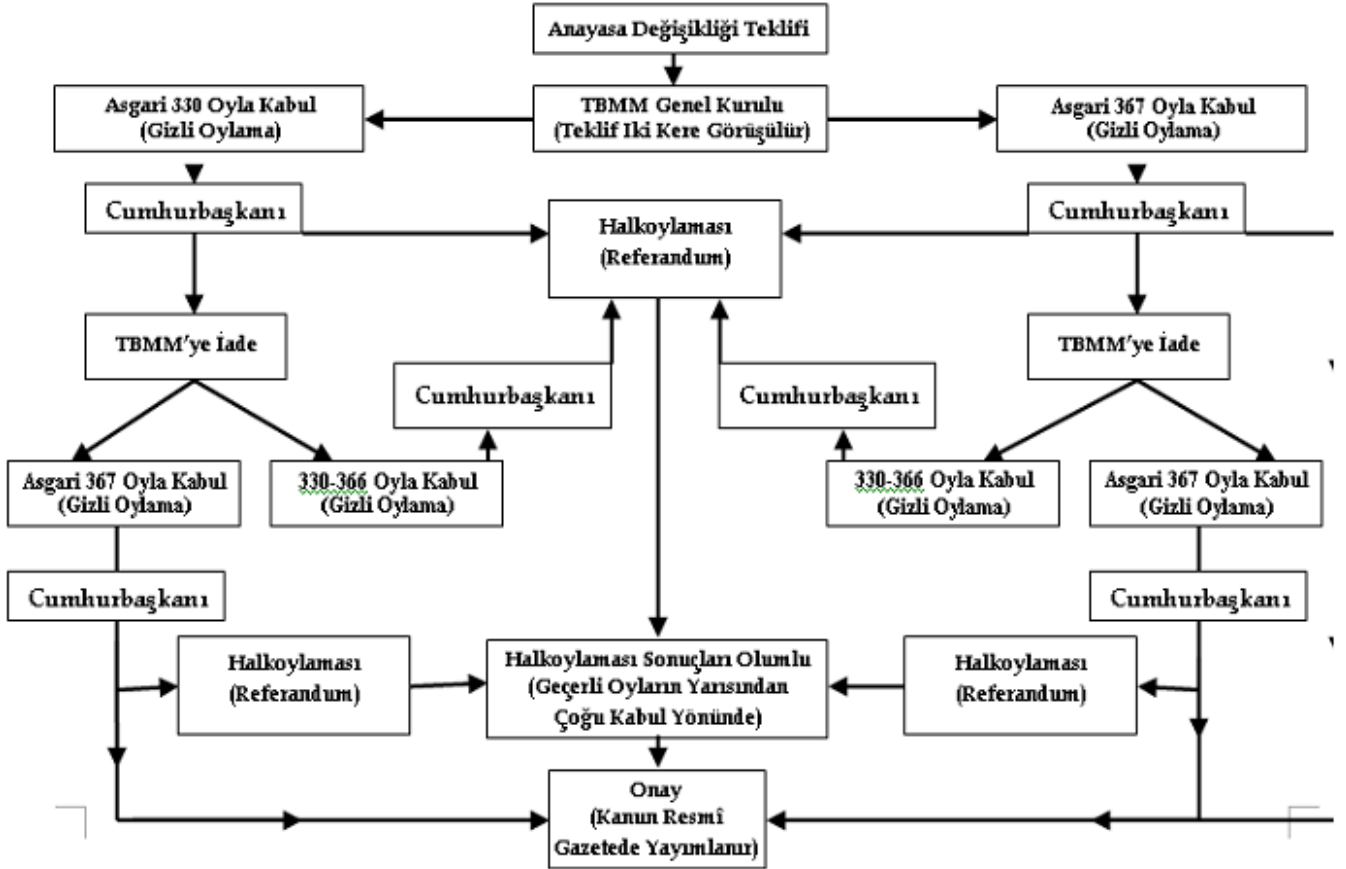 Anayasa Değişikliği Teklifi
Asgari 330 Oyla Kabul
(Gizli Oylama)
TBMM Genel Kurulu
(Teklif Iki Kere Görüşülür)
Asgari 367 Oyla Kabul
(Gizli Oylama)
Cumhurbaşkanı
Halkoylaması
(Referandum)
Cumhurbaşkanı
TBMM'ye İade
TBMM'ye İade
Cumhurbaşkanı
Cumhurbaşkanı
Asgari 367 Oyla Kabul
(Gizli Oylama)
330-366 Oyla Kabul
(Gizli Oylama)
330-366 Oyla Kabul
(Gizli Oylama)
Asgari 367 Oyla Kabul
(Gizli Oylama)
Cumhurbaşkanı
Cumhurbaşkanı
Halkoylaması
(Referandum)
Halkoylaması Sonuçları Olumlu
(Geçerli Oyların Yarısından
Çoğu Kabul Yönünde)
Halkoylaması
(Referandum)
Onay
(Kanun Resmî
Gazetede Yayımlanır)